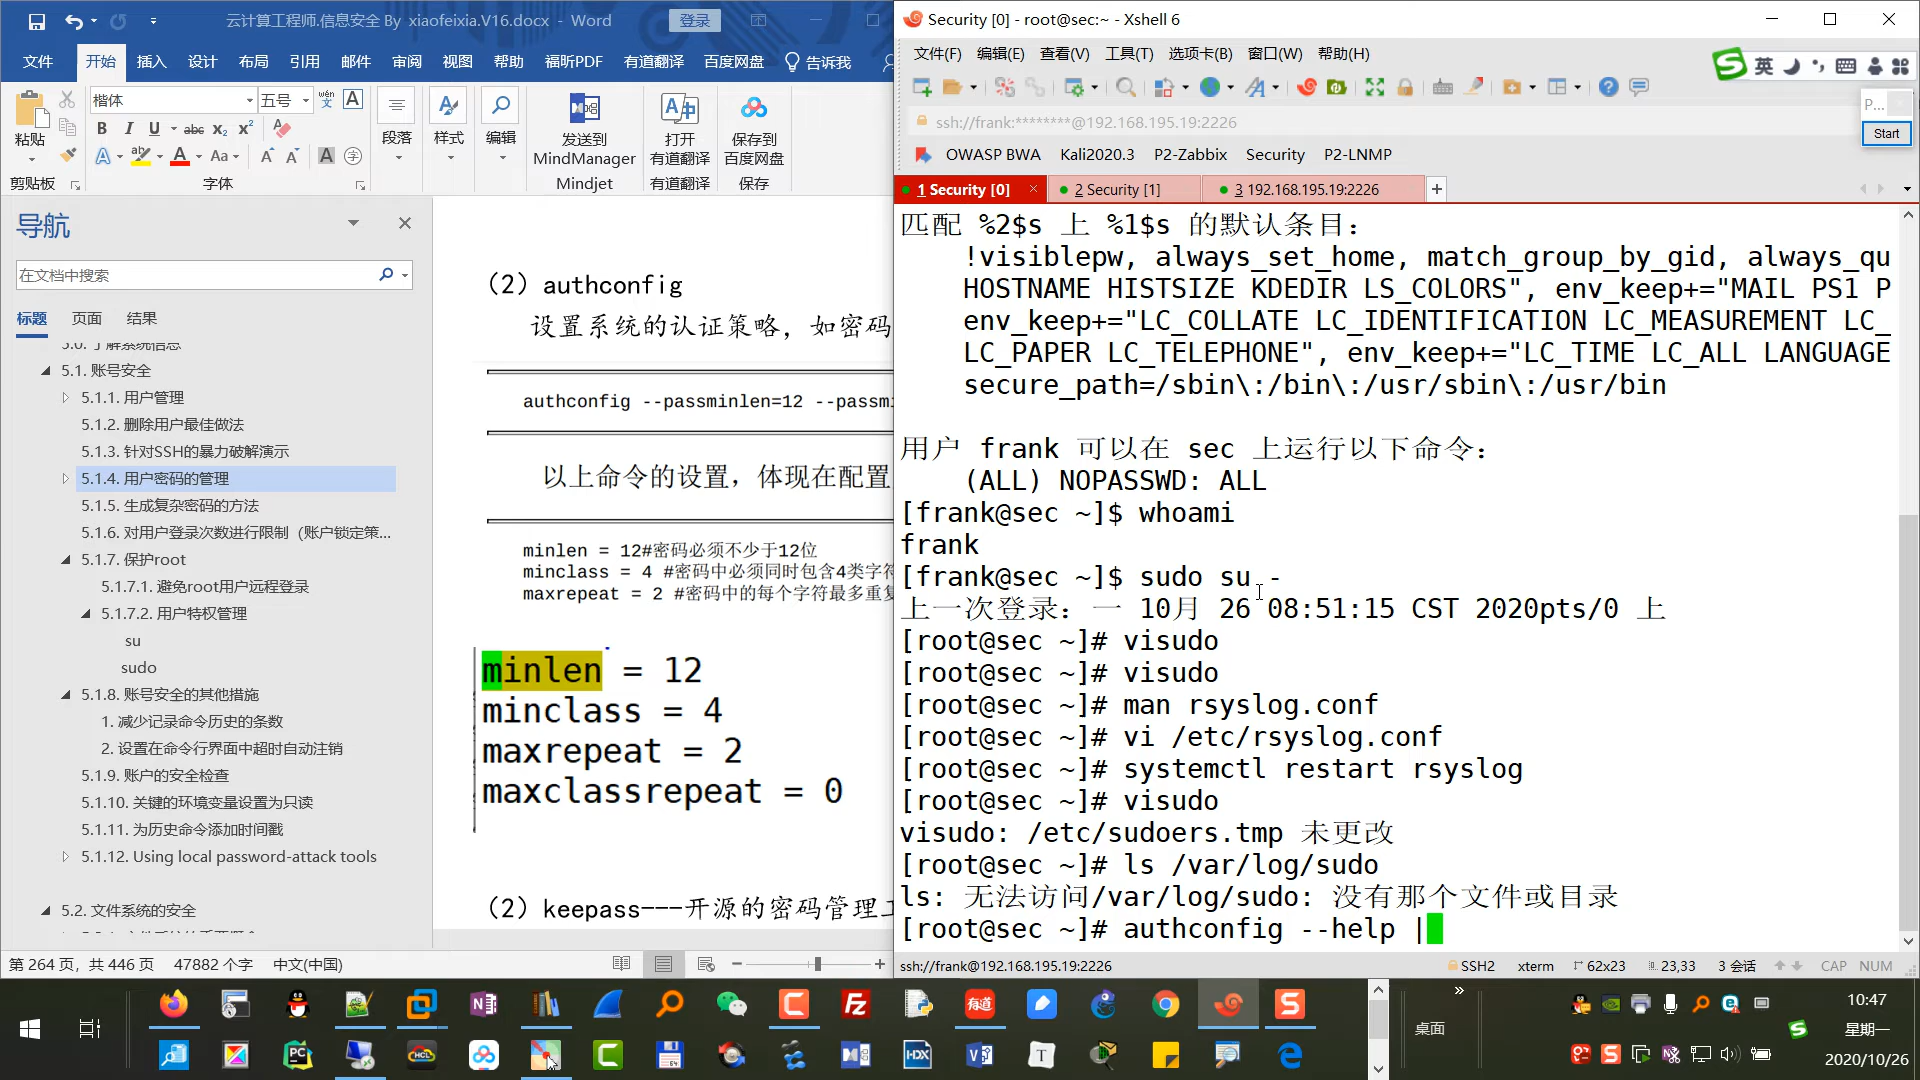 云计算工程师.信息安全 By xiaofeixia.V16.docx - Word
登录
文件 开始 插入 设计 布局 引用 邮件 审阅 视图 帮助 福昕PDF 有道翻译 百度网盘 告诉我
楷体 五号
粘贴
段落 样式 编辑
发送到 MindManager
打开 有道翻译
保存到 百度网盘
剪贴板 字体 Mindjet 有道翻译 保存
导航
在文档中搜索
标题 页面 结果
5.0. 了解系统信息
5.1. 账号安全
5.1.1. 用户管理
5.1.2. 删除用户最佳做法
5.1.3. 针对SSH的暴力破解演示
5.1.4. 用户密码的管理
5.1.5. 生成复杂密码的方法
5.1.6. 对用户登录次数进行限制（账户锁定策...
5.1.7. 保护root
5.1.7.1. 避免root用户远程登录
5.1.7.2. 用户特权管理
su
sudo
5.1.8. 账号安全的其他措施
1. 减少记录命令历史的条数
2. 设置在命令行界面中超时自动注销
5.1.9. 账户的安全检查
5.1.10. 关键的环境变量设置为只读
5.1.11. 为历史命令添加时间戳
5.1.12. Using local password-attack tools
5.2. 文件系统的安全
（2）authconfig
设置系统的认证策略，如密码
authconfig --passminlen=12 --passmi
以上命令的设置，体现在配置
minlen = 12#密码必须不少于12位
minclass = 4 #密码中必须同时包含4类字符
maxrepeat = 2 #密码中的每个字符最多重复
minlen = 12
minclass = 4
maxrepeat = 2
maxclassrepeat = 0
（2）keepass---开源的密码管理工
第 264 页，共 446 页 47882 个字 中文(中国)
Security [0] - root@sec:~ - Xshell 6
文件(F) 编辑(E) 查看(V) 工具(T) 选项卡(B) 窗口(W) 帮助(H)
英
P...
Start
ssh://frank:********@192.168.195.19:2226
OWASP BWA Kali2020.3 P2-Zabbix Security P2-LNMP
1 Security [0] 2 Security [1] 3 192.168.195.19:2226
匹配 %2$s 上 %1$s 的默认条目：
!visiblepw, always_set_home, match_group_by_gid, always_qu
HOSTNAME HISTSIZE KDEDIR LS_COLORS", env_keep+="MAIL PS1 P
env_keep+="LC_COLLATE LC_IDENTIFICATION LC_MEASUREMENT LC_
LC_PAPER LC_TELEPHONE", env_keep+="LC_TIME LC_ALL LANGUAGE
secure_path=/sbin\:/bin\:/usr/sbin\:/usr/bin
用户 frank 可以在 sec 上运行以下命令：
(ALL) NOPASSWD: ALL
[frank@sec ~]$ whoami
frank
[frank@sec ~]$ sudo su -
上一次登录：一 10月 26 08:51:15 CST 2020pts/0 上
[root@sec ~]# visudo
[root@sec ~]# visudo
[root@sec ~]# man rsyslog.conf
[root@sec ~]# vi /etc/rsyslog.conf
[root@sec ~]# systemctl restart rsyslog
[root@sec ~]# visudo
visudo: /etc/sudoers.tmp 未更改
[root@sec ~]# ls /var/log/sudo
ls: 无法访问/var/log/sudo: 没有那个文件或目录
[root@sec ~]# authconfig --help |
ssh://frank@192.168.195.19:2226 SSH2 xterm 62x23 23,33 3 会话 CAP NUM
桌面
10:47
星期一
2020/10/26